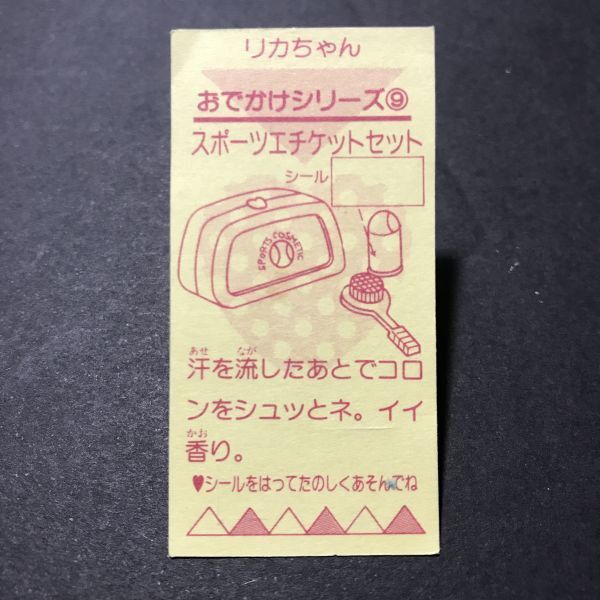 リカちゃん
おでかけシリーズ⑨
スポーツエチケットセット
シール
SPORTS COSMETIC
あせ なが
汗を流したあとでコロ
ンをシュッとネ。イイ
かお
香り。
♥シールをはってたのしくあそんでね